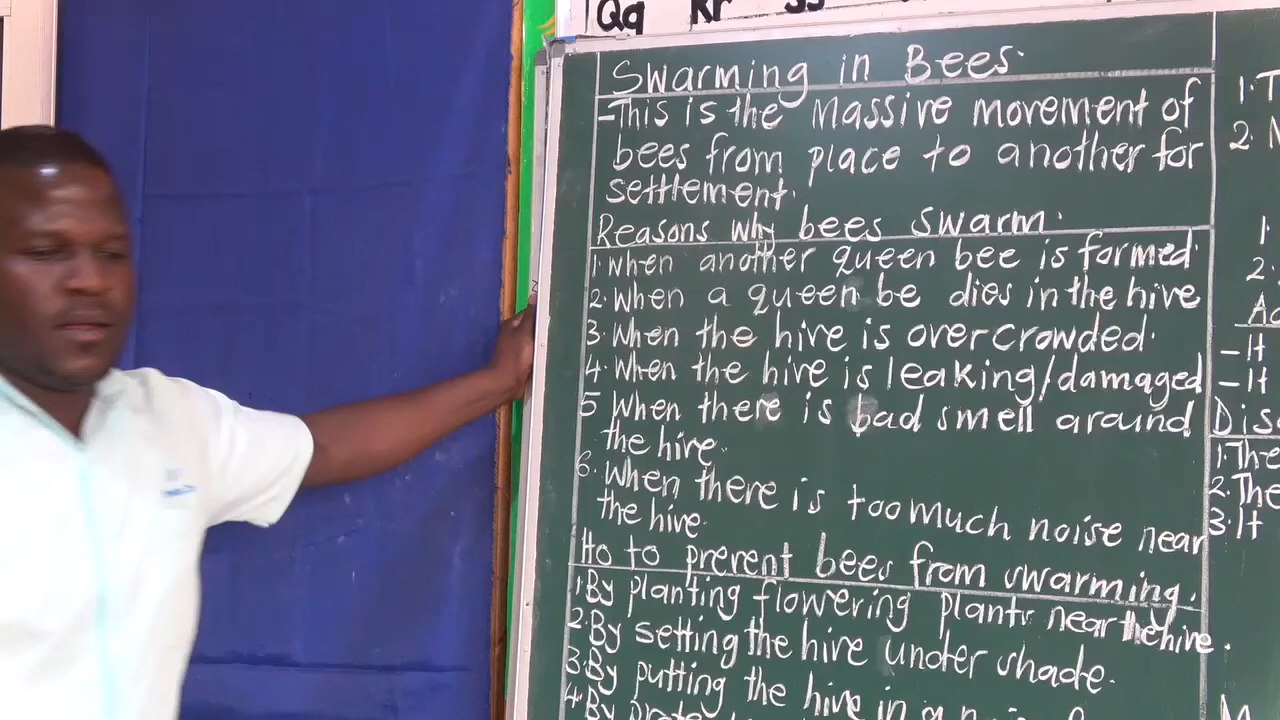 Qq Rr Ss
Swarming in Bees.
-This is the massive movement of
bees from place to another for
settlement.
Reasons why bees swarm.
1. When another queen bee is formed.
2. When a queen be dies in the hive
3. When the hive is overcrowded.
4. When the hive is leaking/damaged
5 When there is bad smell around
the hive.
6. When there is too much noise near
the hive.
Ho to prevent bees from swarming.
1. By planting flowering plants near the hive.
2. By setting the hive under shade.
3. By putting the hive in a
4. By
1. T
2.
1.
2.
- It
- It
1. The
2. The
3. It